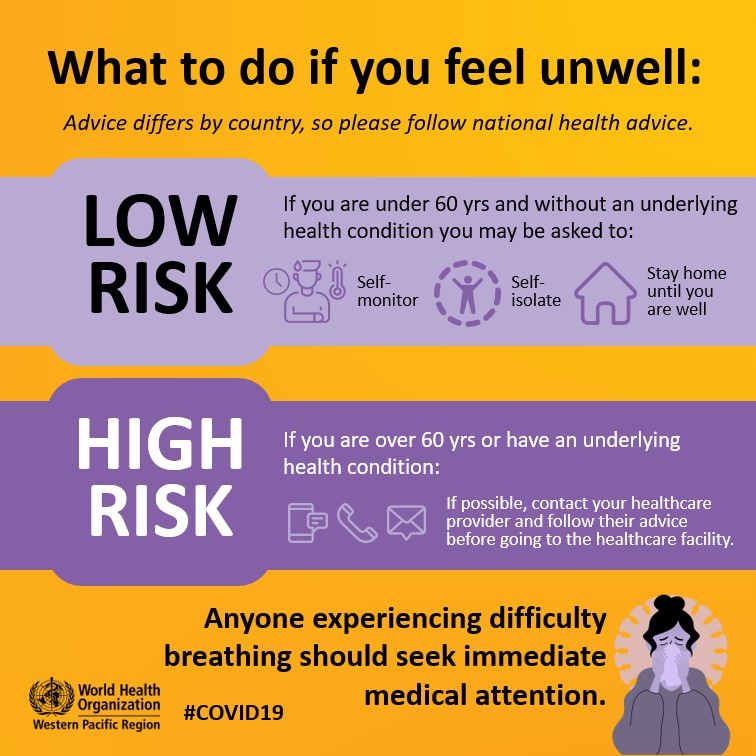 What to do if you feel unwell:
Advice differs by country, so please follow national health advice.
LOW
RISK
If you are under 60 yrs and without an underlying
health condition you may be asked to:
Self-
monitor
Self-
isolate
Stay home
until you
are well
HIGH
RISK
If you are over 60 yrs or have an underlying
health condition:
If possible, contact your healthcare
provider and follow their advice
before going to the healthcare facility.
Anyone experiencing difficulty
breathing should seek immediate
medical attention.
World Health
Organization
Western Pacific Region
#COVID19